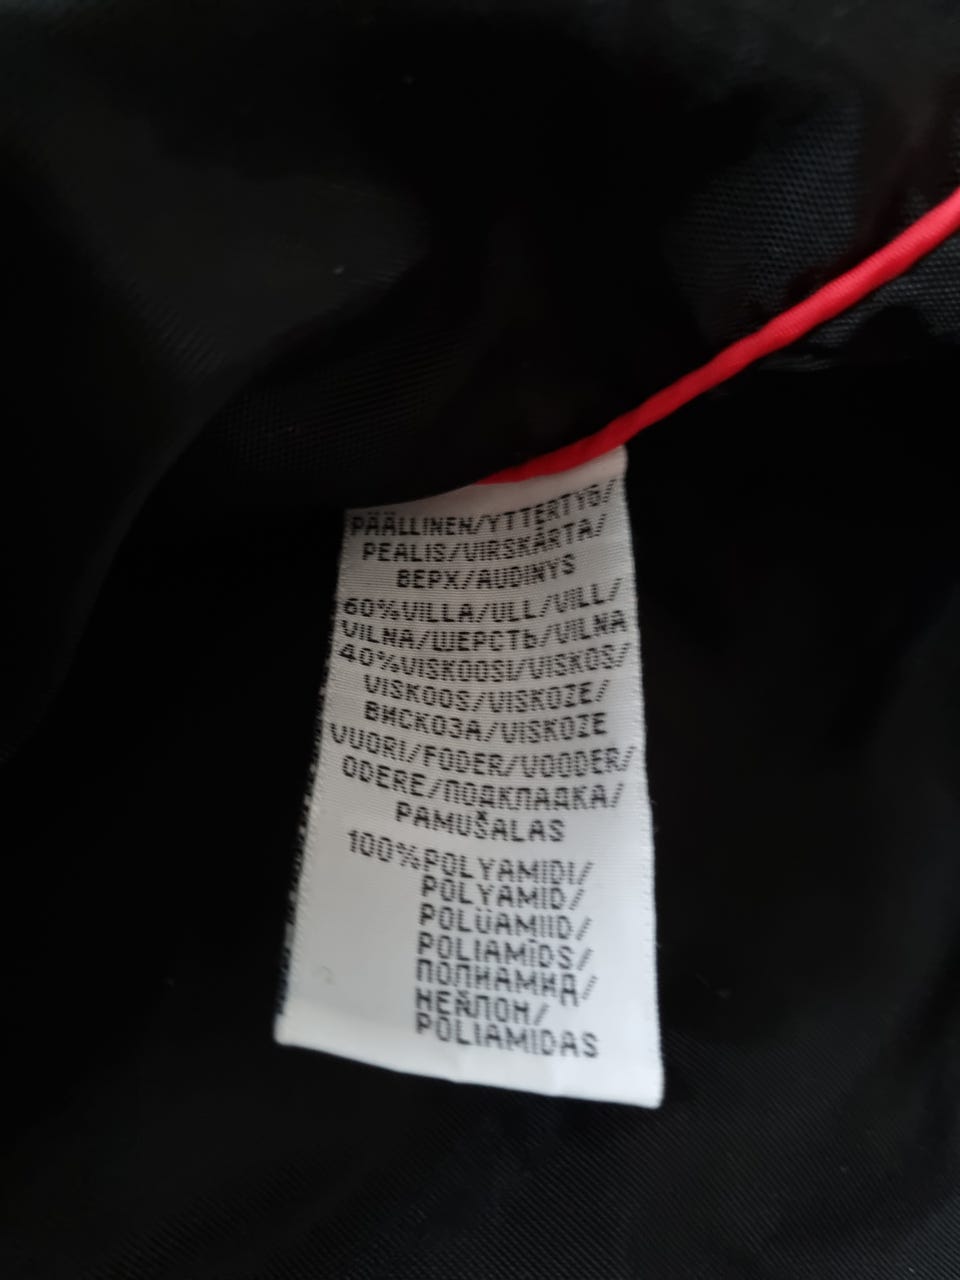 PÄÄLLINEN/YTTERTYG/
PEALIS/VIRSKĀRTA/
ВЕРХ/AUDINYS
60%VILLA/ULL/VILL/
VILNA/ШЕРСТЬ/VILNA
40%VISKOOSI/VISKOS/
VISKOOS/VISKOZE/
ВИСКОЗА/VISKOZE
VUORI/FODER/VOODER/
ODERE/ПОДКЛАДКА/
PAMUŠALAS
100%POLYAMIDI/
POLYAMID/
POLÜAMIID/
POLIAMĪDS/
ПОЛИАМИД/
НЕЙЛОН/
POLIAMIDAS